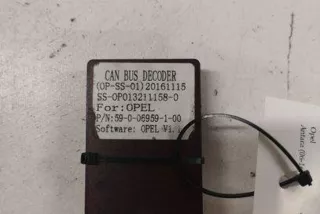 CAN BUS DECODER
(OP-SS-01)20161115
SS-OP013211158-0
For:OPEL
P/N:59-0-06959-1-00
Software: OPEL
Opel
Antara